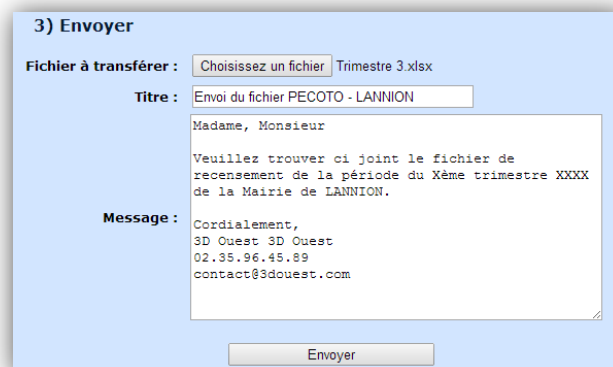 3) Envoyer
Fichier à transférer : Choisissez un fichier Trimestre 3.xlsx
Titre : Envoi du fichier PECOTO - LANNION
Message :
Madame, Monsieur
Veuillez trouver ci joint le fichier de
recensement de la période du Xème trimestre XXXX
de la Mairie de LANNION.
Cordialement,
3D Ouest 3D Ouest
02.35.96.45.89
contact@3douest.com
Envoyer